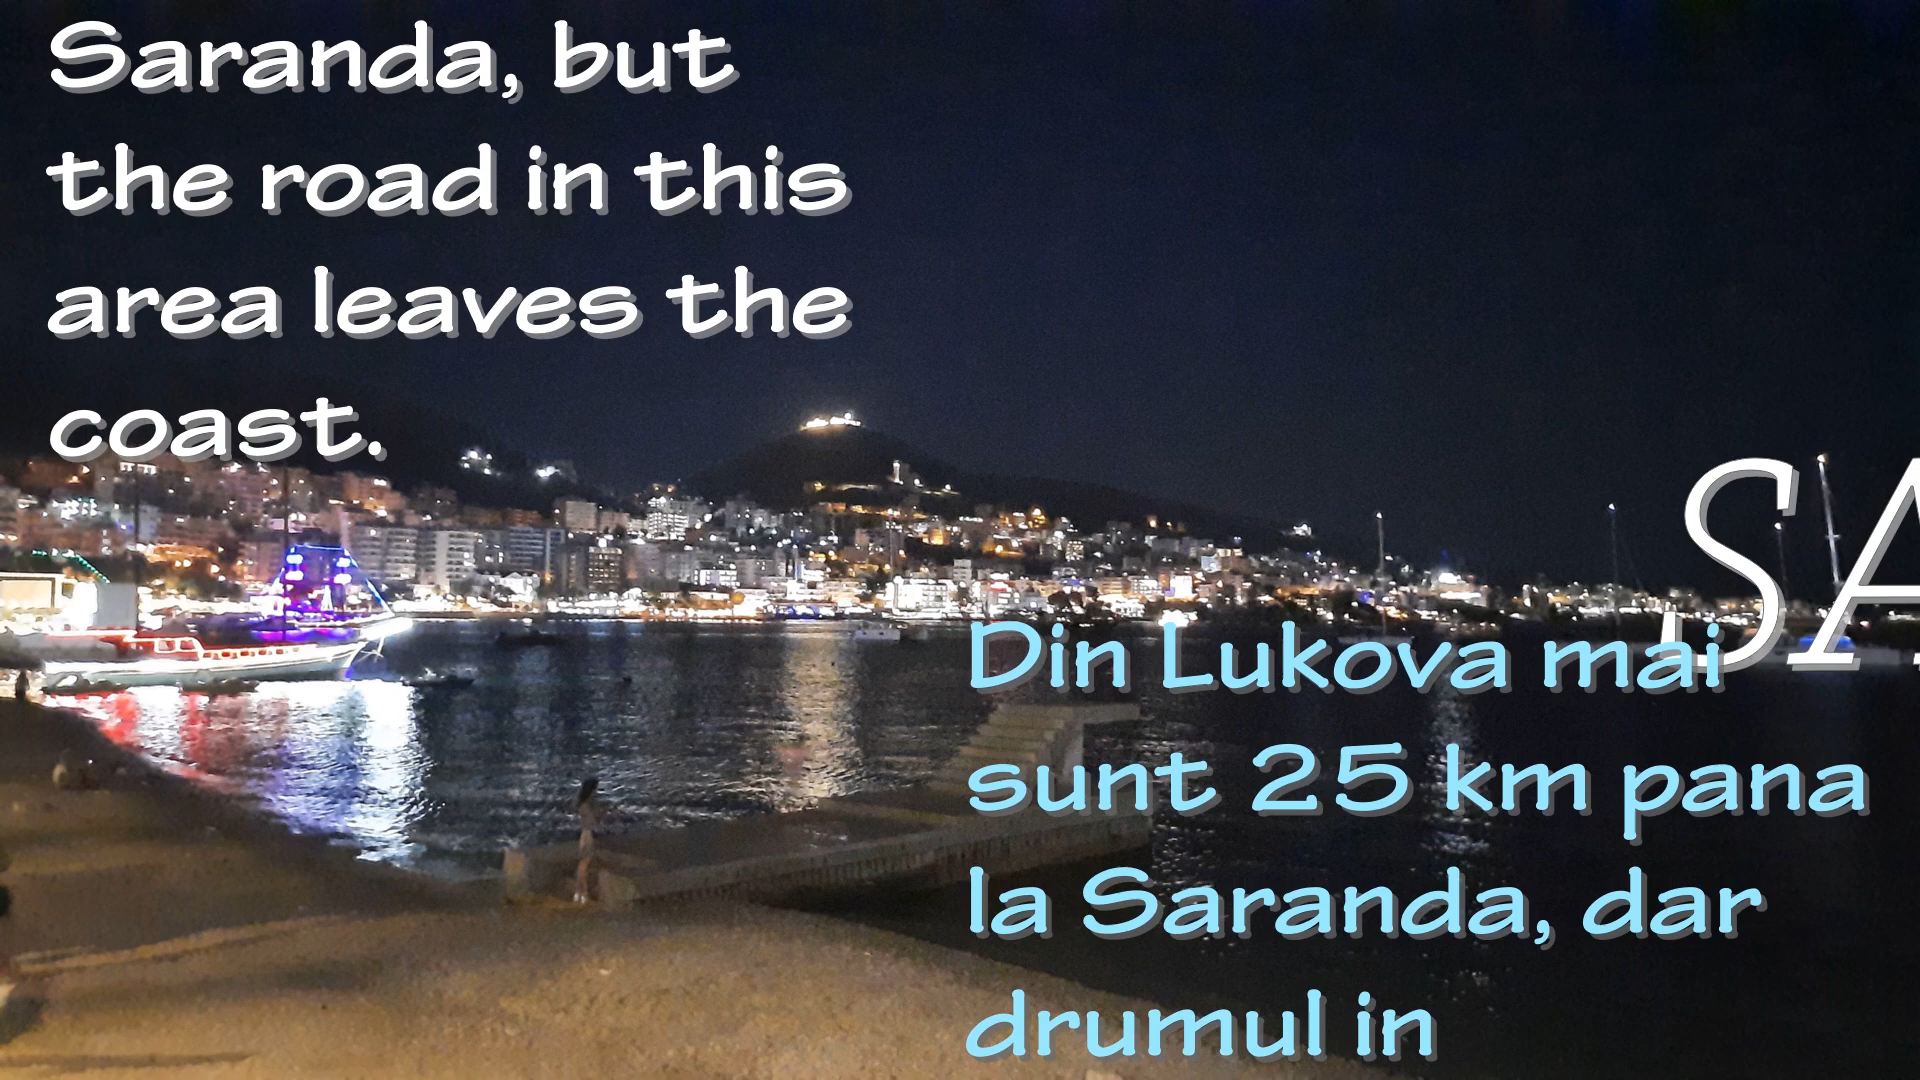 Saranda, but
the road in this
area leaves the
coast.
SA
Din Lukova mai
sunt 25 km pana
la Saranda, dar
drumul in